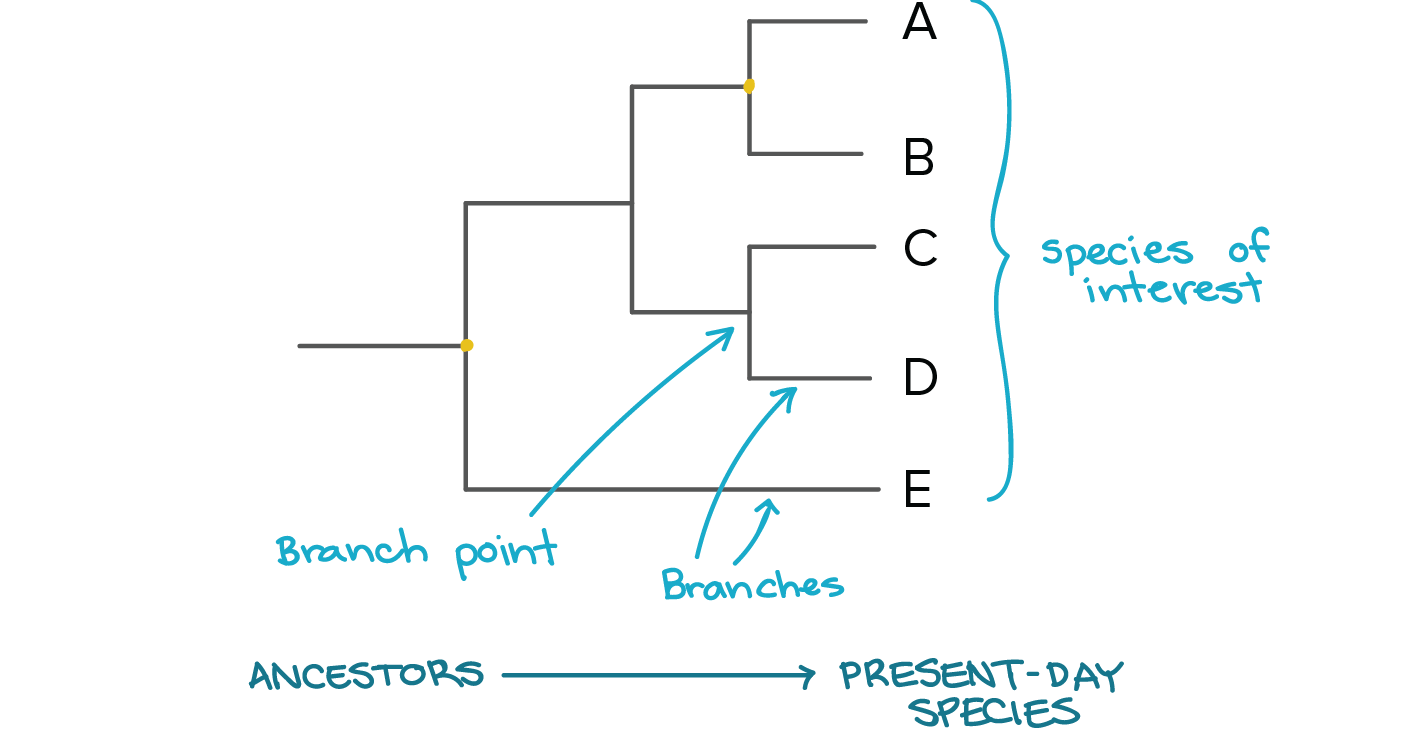 A
B
C
D
E
species of
interest
Branch point
Branches
ANCESTORS
PRESENT-DAY
SPECIES